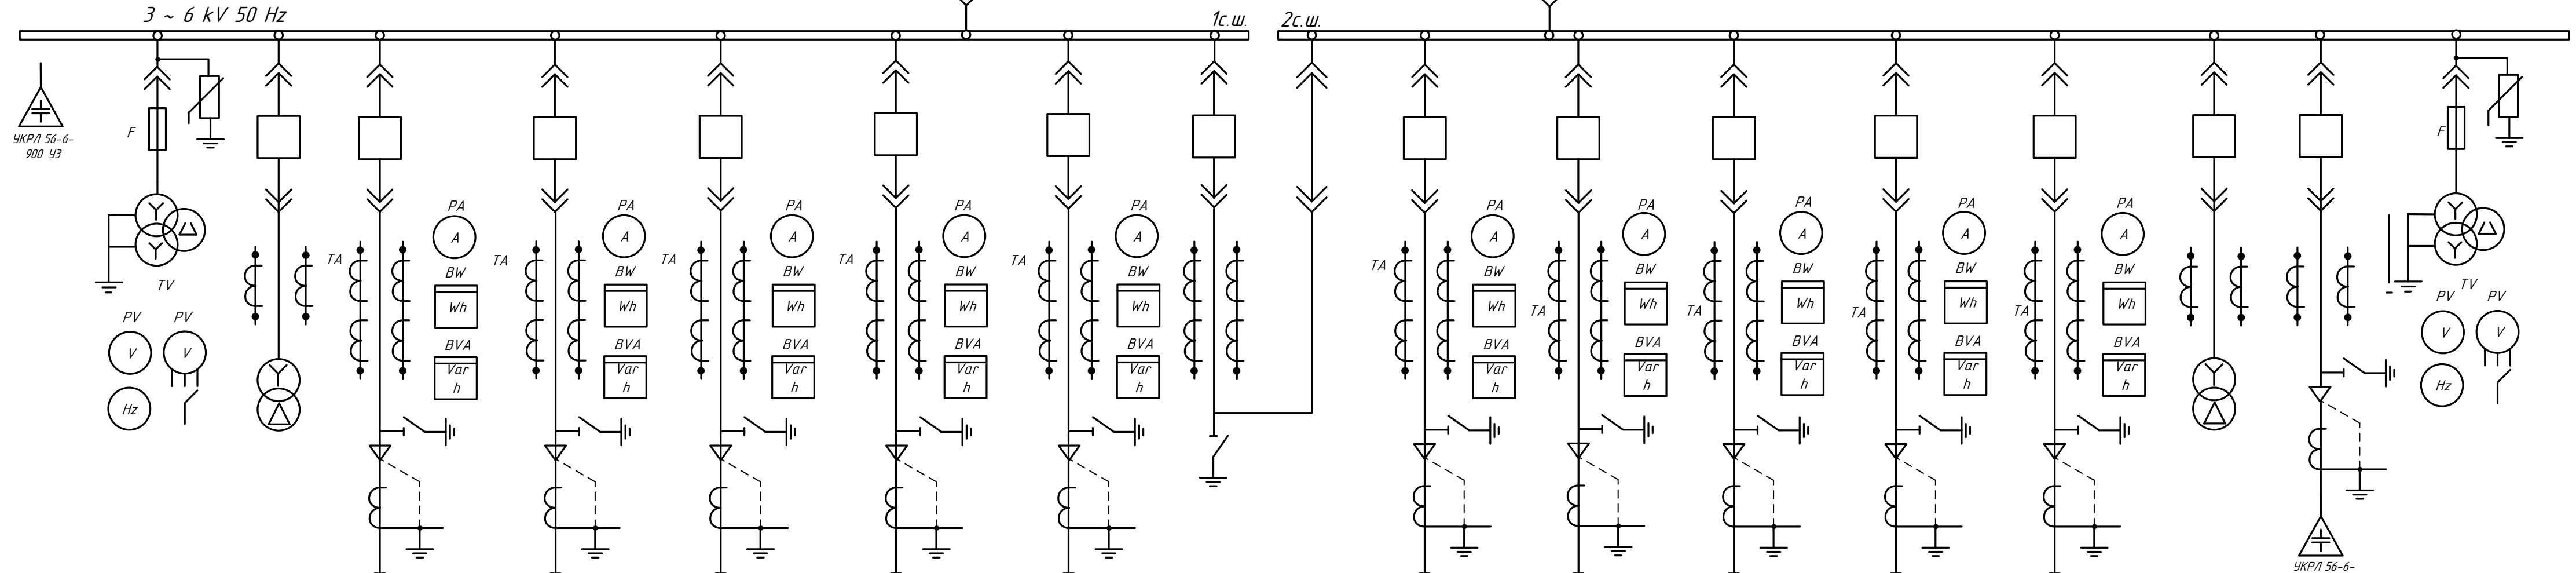 3 ~ 6 kV 50 Hz
1с.ш.
2с.ш.
УКРЛ 56-6-
900 У3
F
TV
PV
PV
V
V
Hz
TA
PA
A
BW
Wh
BVA
Var
h
TA
PA
A
BW
Wh
BVA
Var
h
TA
PA
A
BW
Wh
BVA
Var
h
TA
PA
A
BW
Wh
BVA
Var
h
TA
PA
A
BW
Wh
BVA
Var
h
TA
PA
A
BW
Wh
BVA
Var
h
TA
PA
A
BW
Wh
BVA
Var
h
TA
PA
A
BW
Wh
BVA
Var
h
TA
PA
A
BW
Wh
BVA
Var
h
TA
PA
A
BW
Wh
BVA
Var
h
УКРЛ 56-6-
F
TV
PV
PV
V
V
Hz